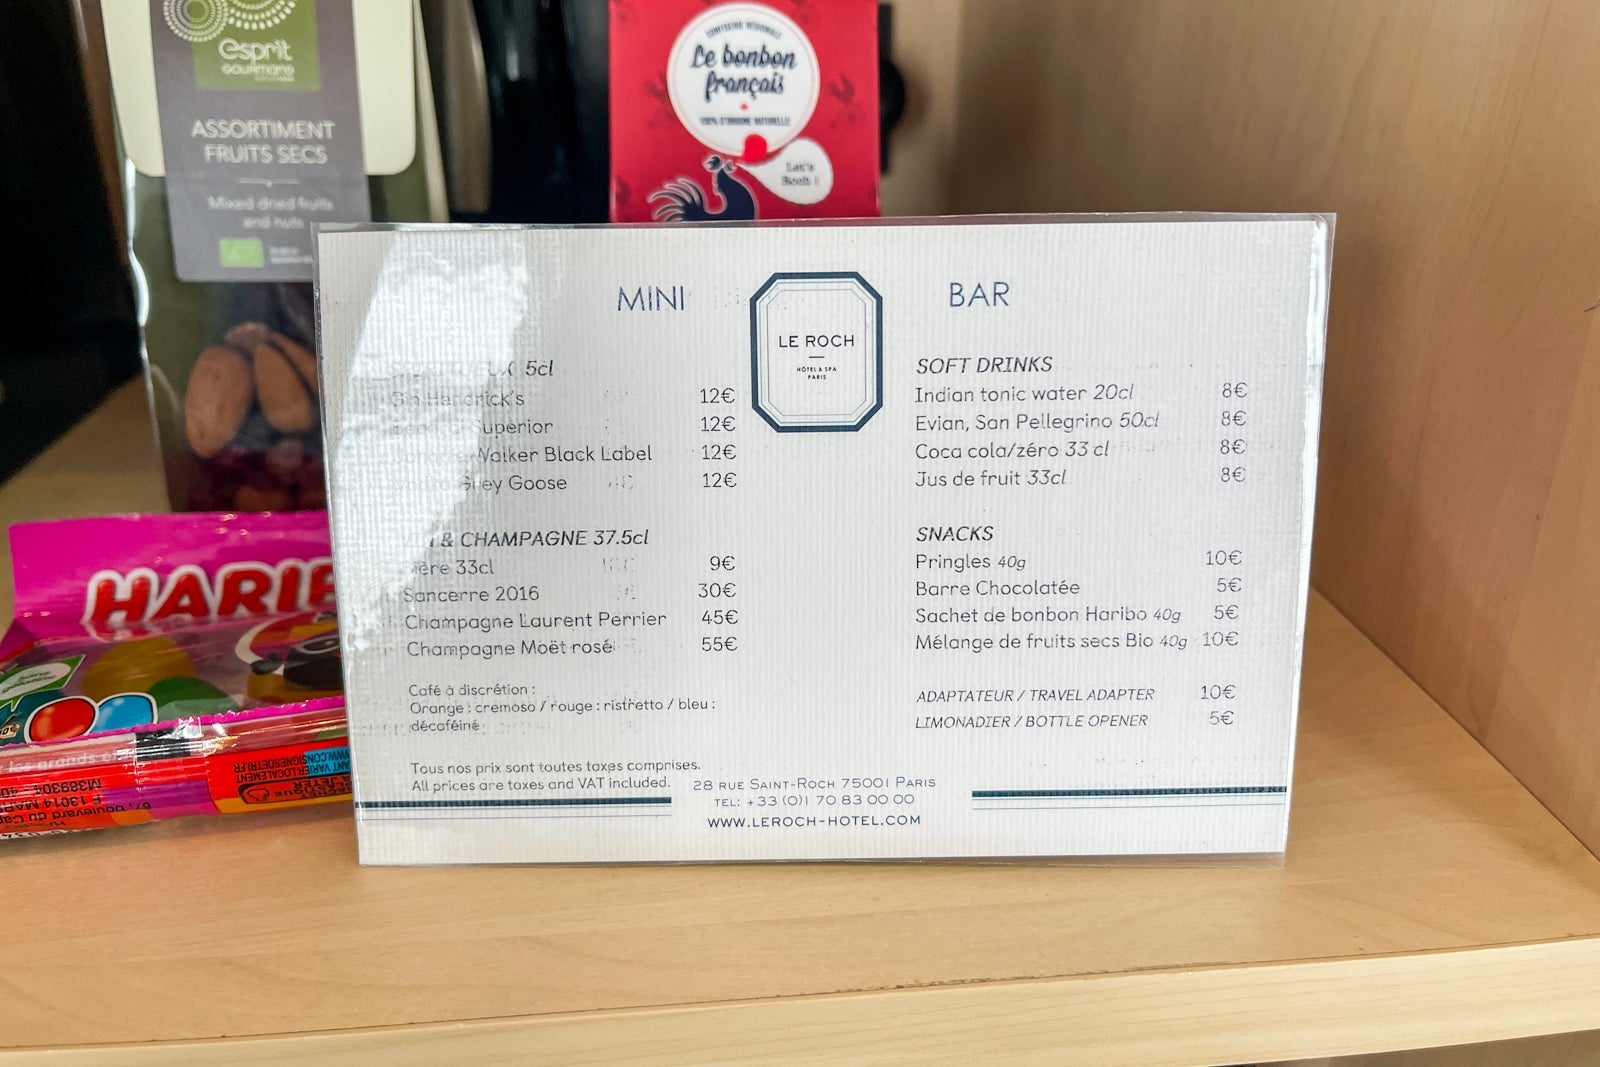 esprit
GOURMAND
ASSORTIMENT
FRUITS SECS
Mixed dried fruits
and nuts
CONFISERIE RÉGIONALE
Le bonbon
français
100% D'ORIGINE NATURELLE
Let's
MINI BAR
LE ROCH
HÔTEL & SPA
PARIS
5cl
Gin Hendrick's 12€
Superior 12€
Walker Black Label 12€
Grey Goose 12€
& CHAMPAGNE 37.5cl
33cl 9€
Sancerre 2016 30€
Champagne Laurent Perrier 45€
Champagne Moët rosé 55€
Café à discrétion :
Orange : cremoso / rouge : ristretto / bleu :
décaféiné
Tous nos prix sont toutes taxes comprises.
All prices are taxes and VAT included.
SOFT DRINKS
Indian tonic water 20cl 8€
Evian, San Pellegrino 50cl 8€
Coca cola/zéro 33 cl 8€
Jus de fruit 33cl 8€
SNACKS
Pringles 40g 10€
Barre Chocolatée 5€
Sachet de bonbon Haribo 40g 5€
Mélange de fruits secs Bio 40g 10€
ADAPTATEUR / TRAVEL ADAPTER 10€
LIMONADIER / BOTTLE OPENER 5€
28 RUE SAINT-ROCH 75001 PARIS
TEL: +33 (0)1 70 83 00 00
WWW.LEROCH-HOTEL.COM
HARIB